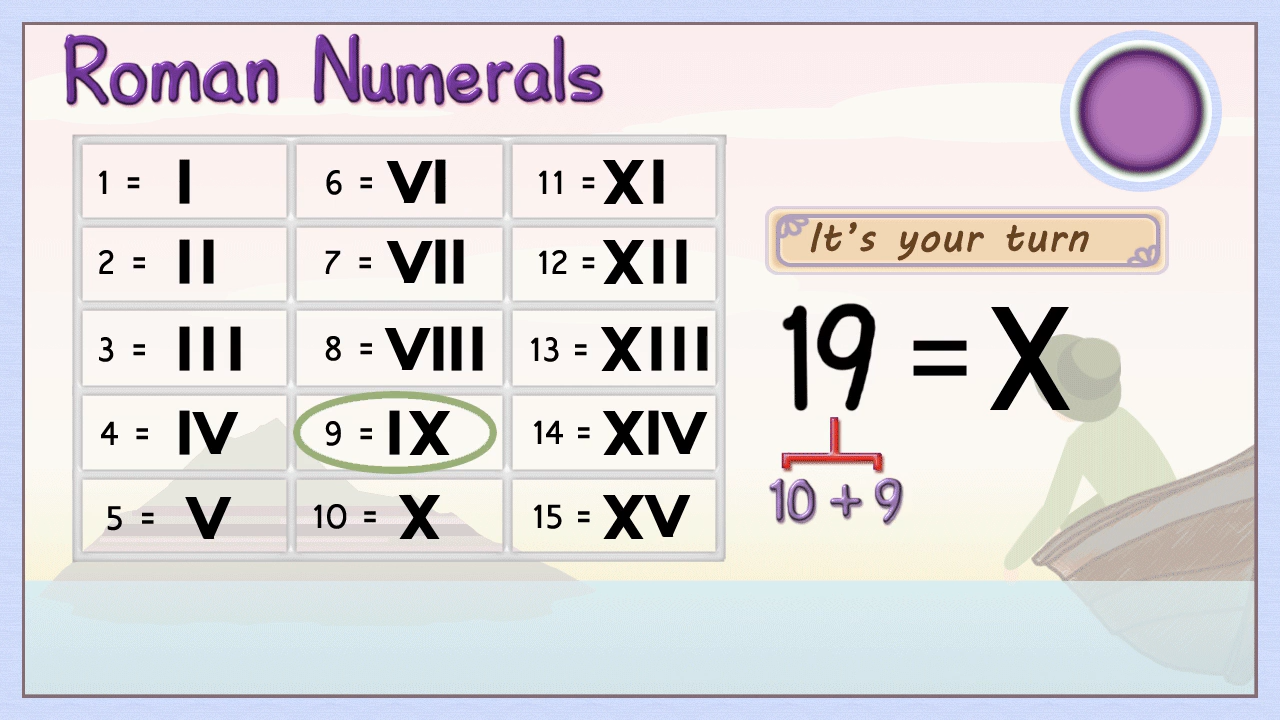 Roman Numerals
1 = I 6 = VI 11 = XI
2 = II 7 = VII 12 = XII
3 = III 8 = VIII 13 = XIII
4 = IV 9 = IX 14 = XIV
5 = V 10 = X 15 = XV
It's your turn
19 = X
10 + 9